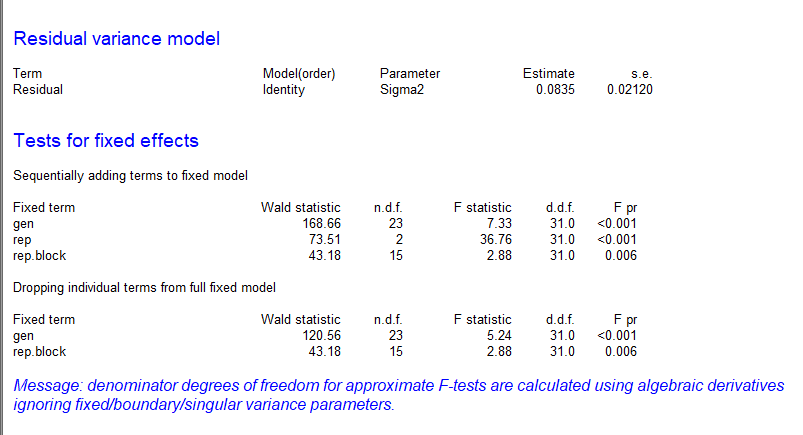 Residual variance model
Term Model(order) Parameter Estimate s.e.
Residual Identity Sigma2 0.0835 0.02120
Tests for fixed effects
Sequentially adding terms to fixed model
Fixed term Wald statistic n.d.f. F statistic d.d.f. F pr
gen 168.66 23 7.33 31.0 <0.001
rep 73.51 2 36.76 31.0 <0.001
rep.block 43.18 15 2.88 31.0 0.006
Dropping individual terms from full fixed model
Fixed term Wald statistic n.d.f. F statistic d.d.f. F pr
gen 120.56 23 5.24 31.0 <0.001
rep.block 43.18 15 2.88 31.0 0.006
Message: denominator degrees of freedom for approximate F-tests are calculated using algebraic derivatives
ignoring fixed/boundary/singular variance parameters.